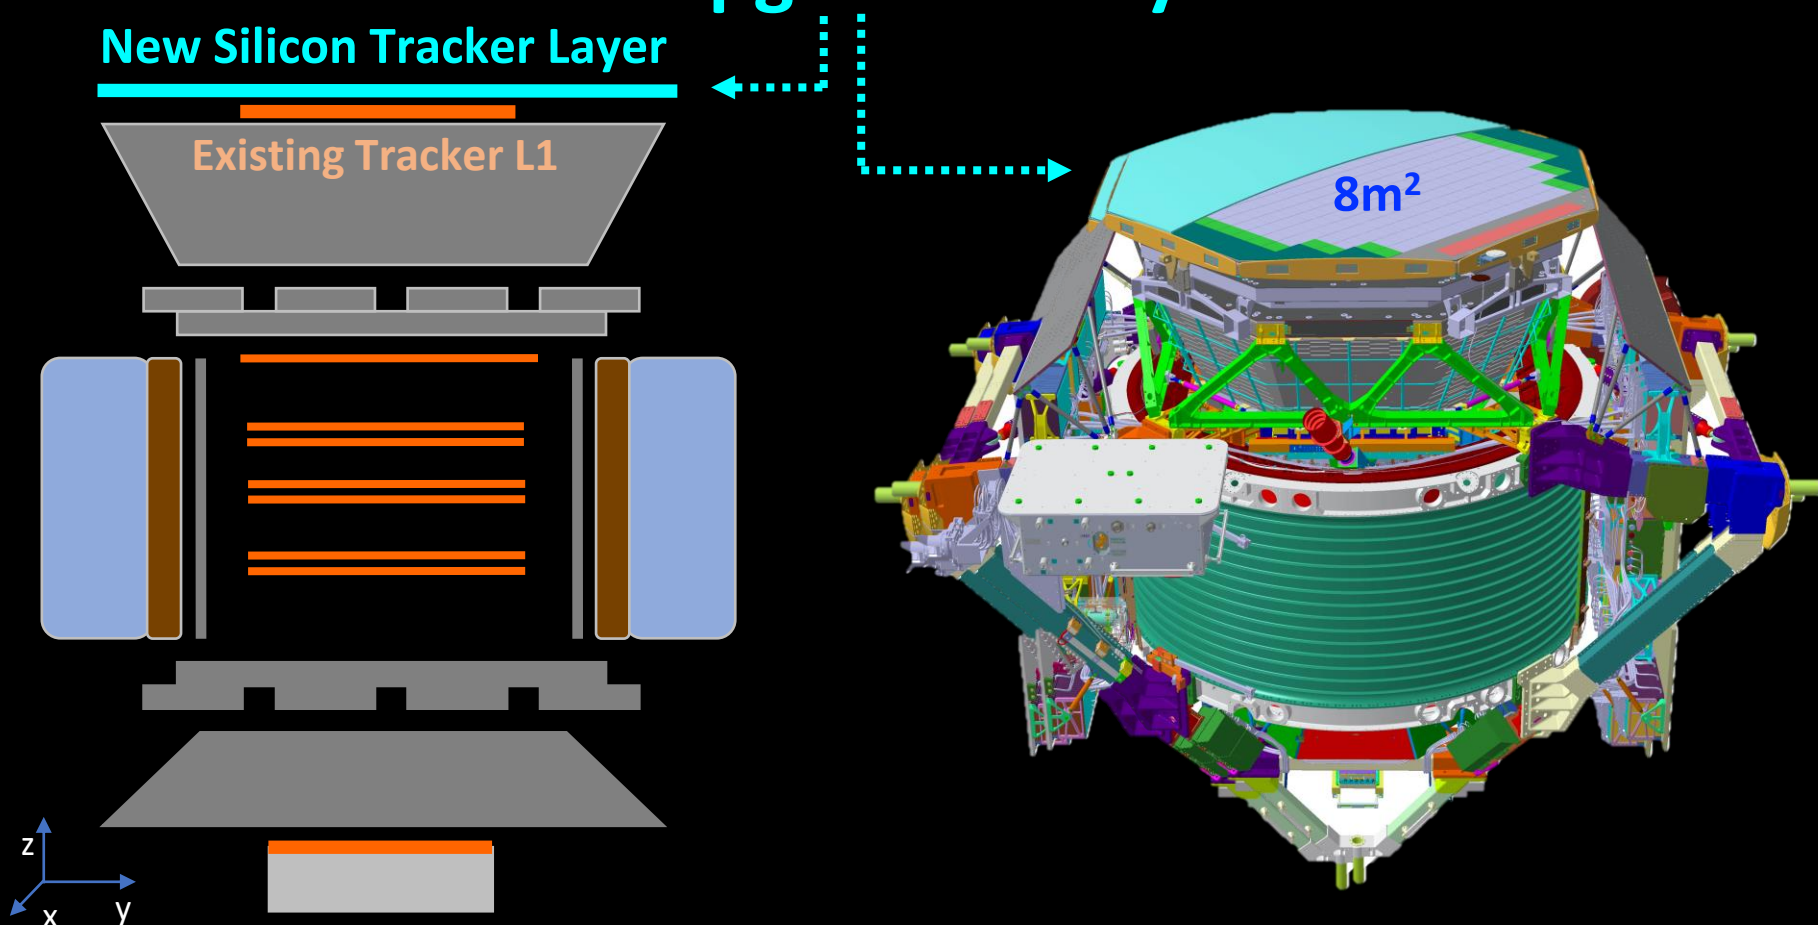 New Silicon Tracker Layer
Existing Tracker L1
8m²
z
x
y